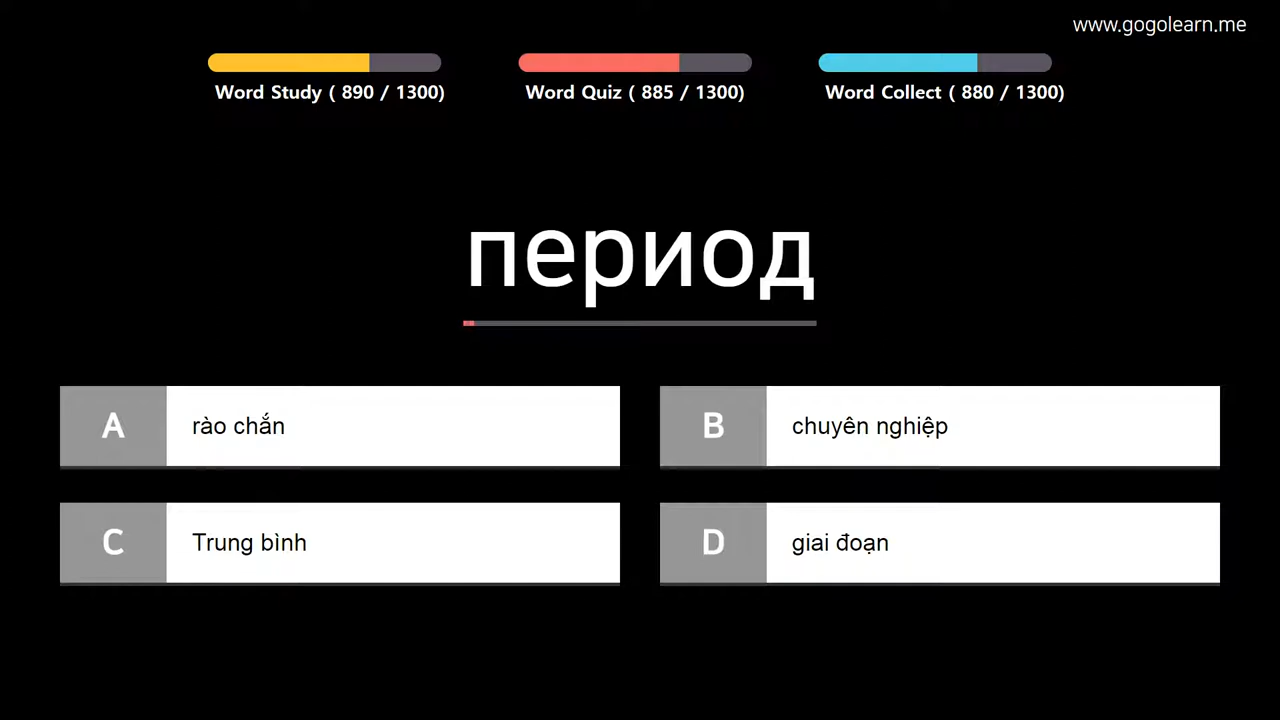 www.gogolearn.me
Word Study ( 890 / 1300)
Word Quiz ( 885 / 1300)
Word Collect ( 880 / 1300)
период
A rào chắn
B chuyên nghiệp
C Trung bình
D giai đoạn